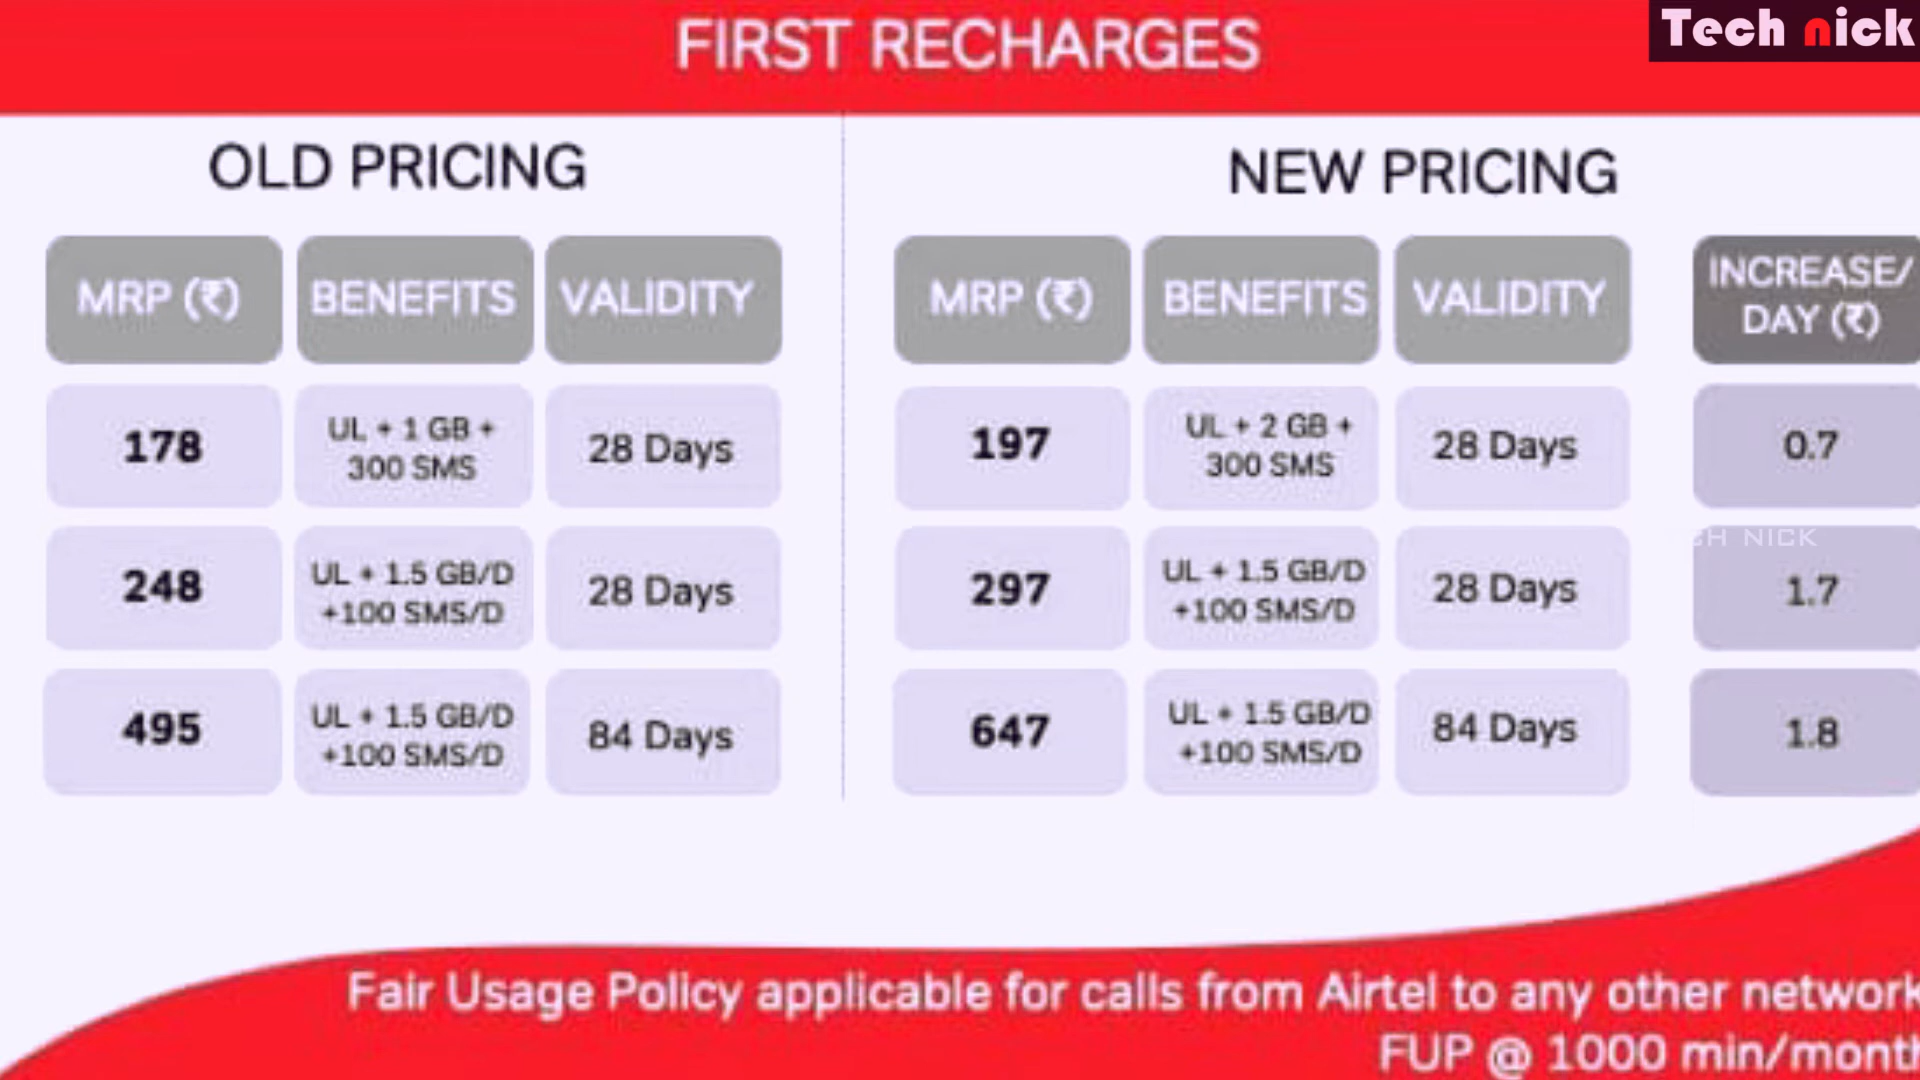 FIRST RECHARGES
Tech nick
OLD PRICING
NEW PRICING
MRP (₹) BENEFITS VALIDITY MRP (₹) BENEFITS VALIDITY INCREASE/
DAY (₹)
178 UL + 1 GB +
300 SMS 28 Days 197 UL + 2 GB +
300 SMS 28 Days 0.7
CH NICK
248 UL + 1.5 GB/D
+100 SMS/D 28 Days 297 UL + 1.5 GB/D
+100 SMS/D 28 Days 1.7
495 UL + 1.5 GB/D
+100 SMS/D 84 Days 647 UL + 1.5 GB/D
+100 SMS/D 84 Days 1.8
Fair Usage Policy applicable for calls from Airtel to any other network
FUP @ 1000 min/month